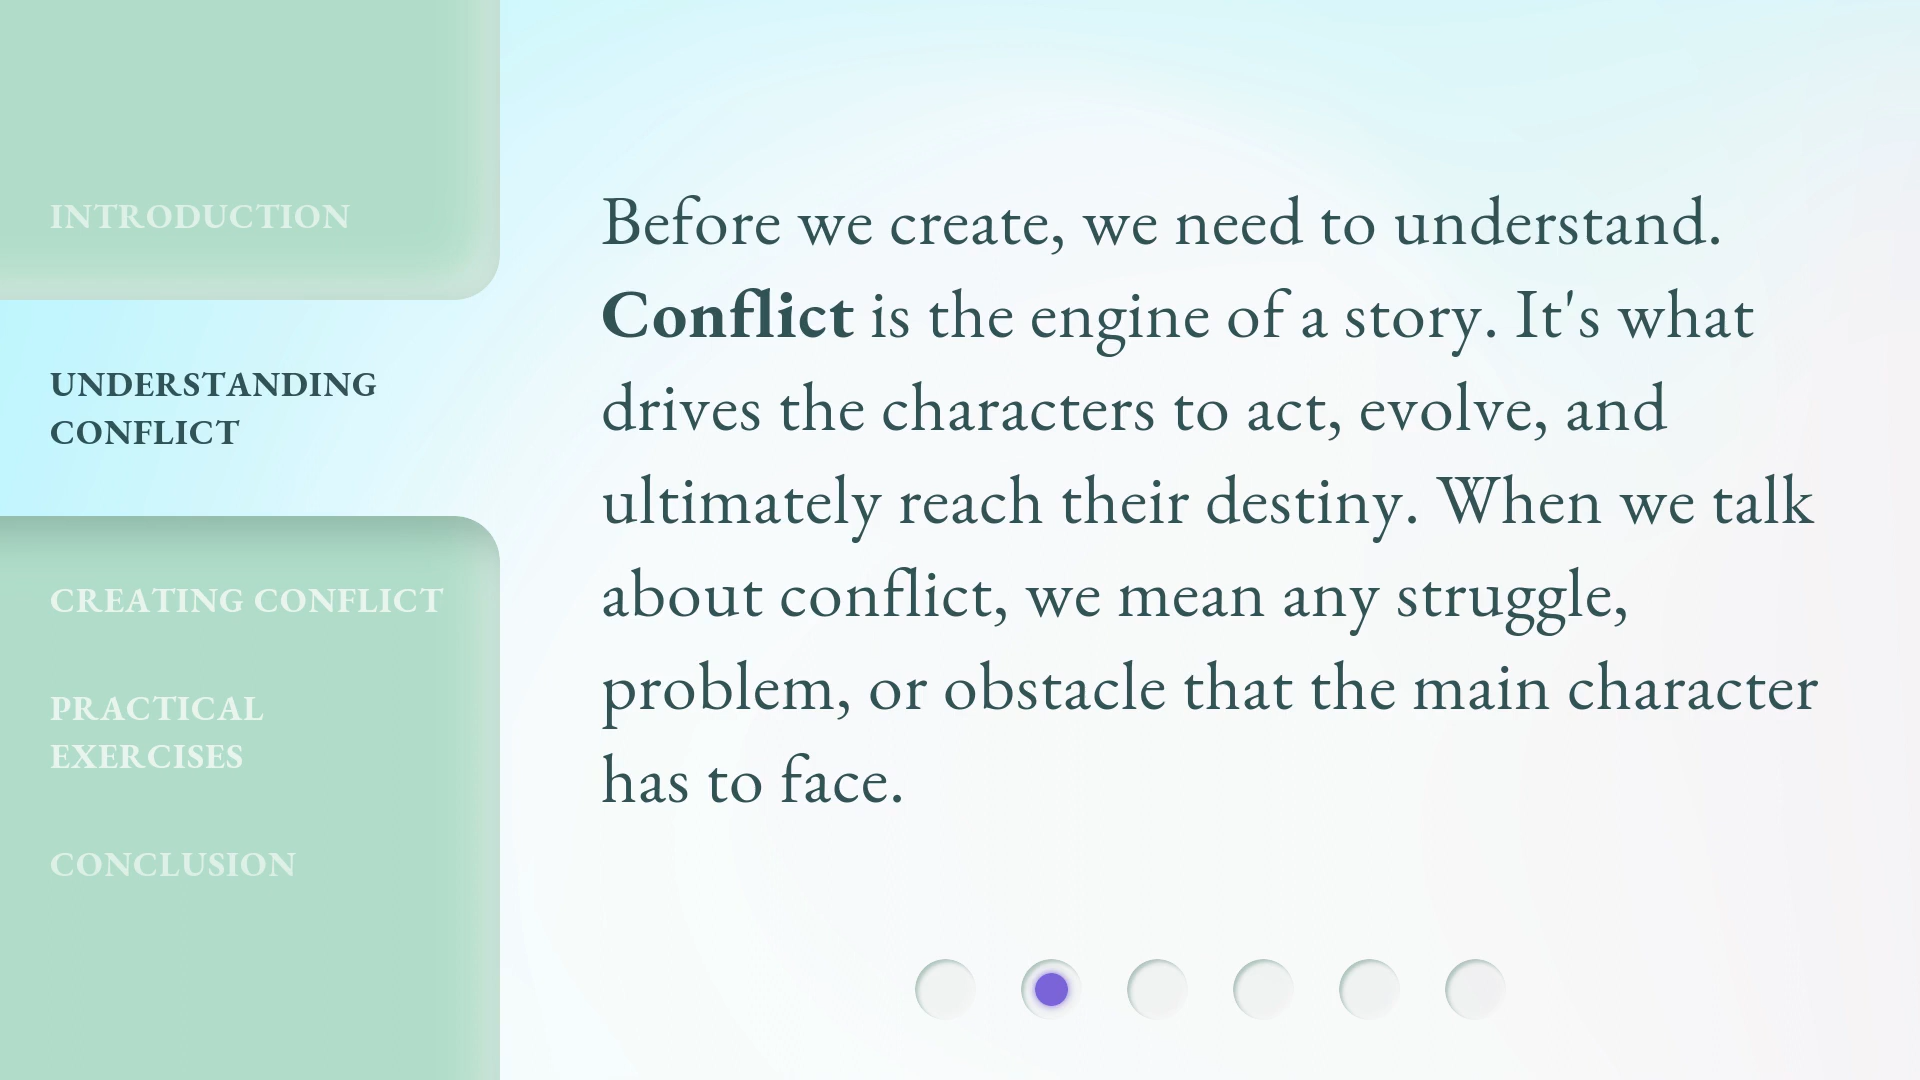 INTRODUCTION
UNDERSTANDING
CONFLICT
CREATING CONFLICT
PRACTICAL
EXERCISES
CONCLUSION
Before we create, we need to understand.
Conflict is the engine of a story. It's what
drives the characters to act, evolve, and
ultimately reach their destiny. When we talk
about conflict, we mean any struggle,
problem, or obstacle that the main character
has to face.